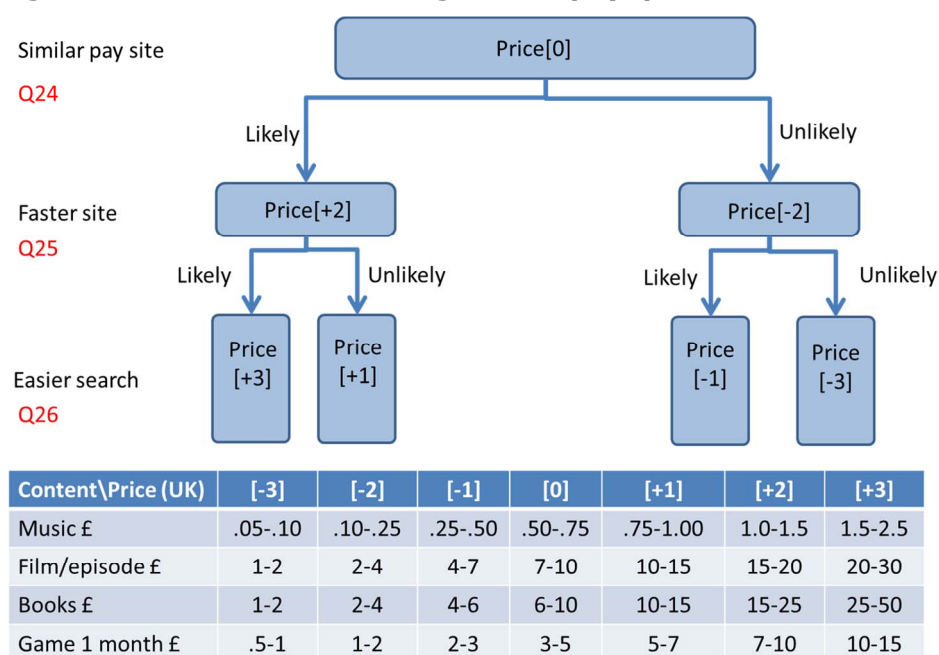 Similar pay site
Q24
Price[0]
Likely
Unlikely
Faster site
Q25
Price[+2]
Price[-2]
Likely
Unlikely
Likely
Unlikely
Easier search
Q26
Price
[+3]
Price
[+1]
Price
[-1]
Price
[-3]
Content\Price (UK) [-3] [-2] [-1] [0] [+1] [+2] [+3]
Music £ .05-.10 .10-.25 .25-.50 .50-.75 .75-1.00 1.0-1.5 1.5-2.5
Film/episode £ 1-2 2-4 4-7 7-10 10-15 15-20 20-30
Books £ 1-2 2-4 4-6 6-10 10-15 15-25 25-50
Game 1 month £ .5-1 1-2 2-3 3-5 5-7 7-10 10-15